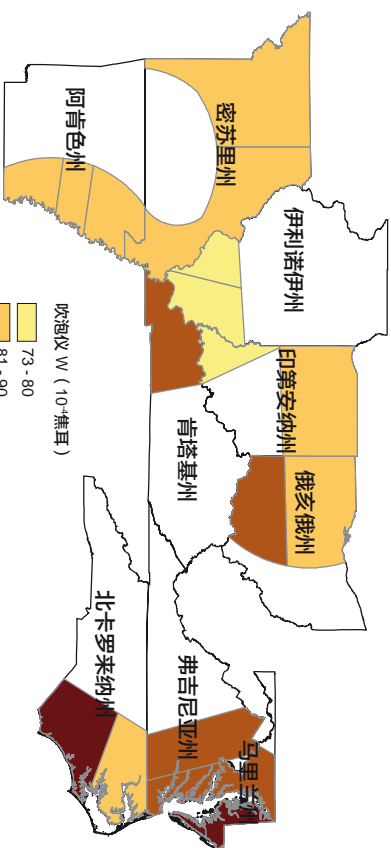 密苏里州
阿肯色州
伊利诺伊州
印第安纳州
俄亥俄州
肯塔基州
北卡罗来纳州
弗吉尼亚州
马里兰州
吹泡仪 W（10⁻⁴焦耳）
73 - 80
81 - 90